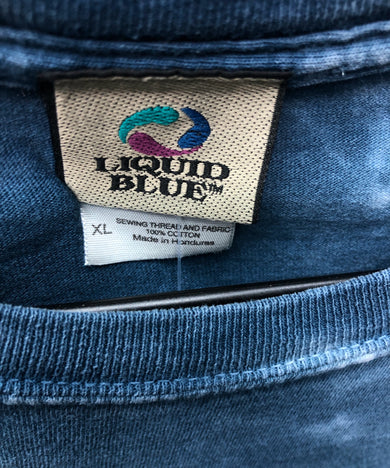 LIQUID
BLUE™
XL
SEWING THREAD AND FABRIC
100% COTTON
Made in Honduras